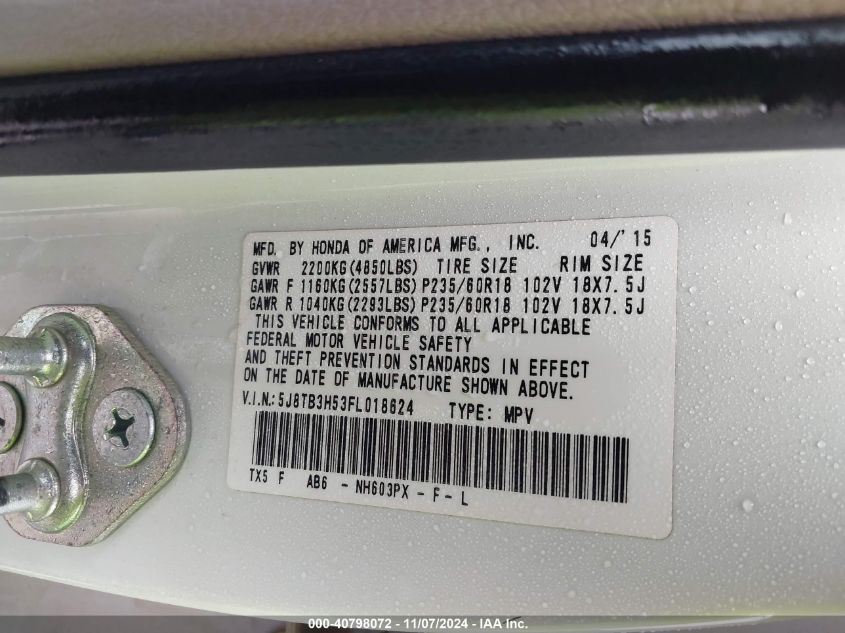 MFD. BY HONDA OF AMERICA MFG., INC. 04/'15
GVWR 2200KG(4850LBS) TIRE SIZE RIM SIZE
GAWR F 1160KG(2557LBS) P235/60R18 102V 18X7.5J
GAWR R 1040KG(2293LBS) P235/60R18 102V 18X7.5J
THIS VEHICLE CONFORMS TO ALL APPLICABLE
FEDERAL MOTOR VEHICLE SAFETY
AND THEFT PREVENTION STANDARDS IN EFFECT
ON THE DATE OF MANUFACTURE SHOWN ABOVE.
V.I.N.:5J8TB3H53FL018624 TYPE: MPV
TX5 F AB6 - NH603PX - F - L
000-40798072 - 11/07/2024 - IAA Inc.